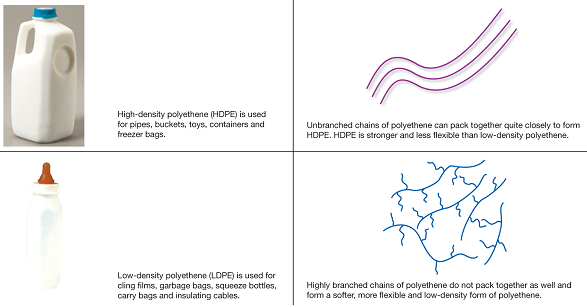 High-density polyethene (HDPE) is used
for pipes, buckets, toys, containers and
freezer bags.
Unbranched chains of polyethene can pack together quite closely to form
HDPE. HDPE is stronger and less flexible than low-density polyethene.
Low-density polyethene (LDPE) is used for
cling films, garbage bags, squeeze bottles,
carry bags and insulating cables.
Highly branched chains of polyethene do not pack together as well and
form a softer, more flexible and low-density form of polyethene.